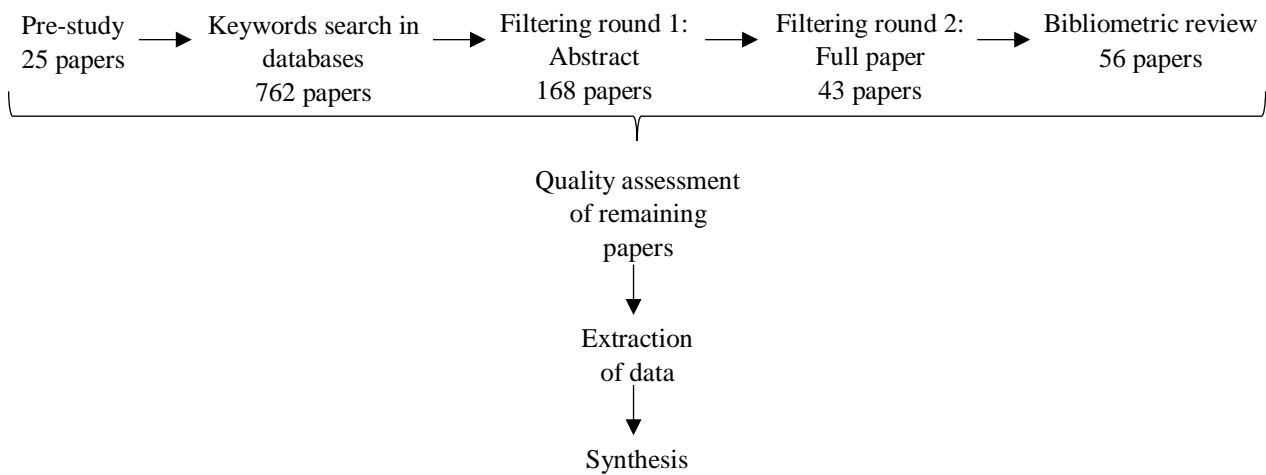 Pre-study
25 papers
Keywords search in
databases
762 papers
Filtering round 1:
Abstract
168 papers
Filtering round 2:
Full paper
43 papers
Bibliometric review
56 papers
Quality assessment
of remaining
papers
Extraction
of data
Synthesis